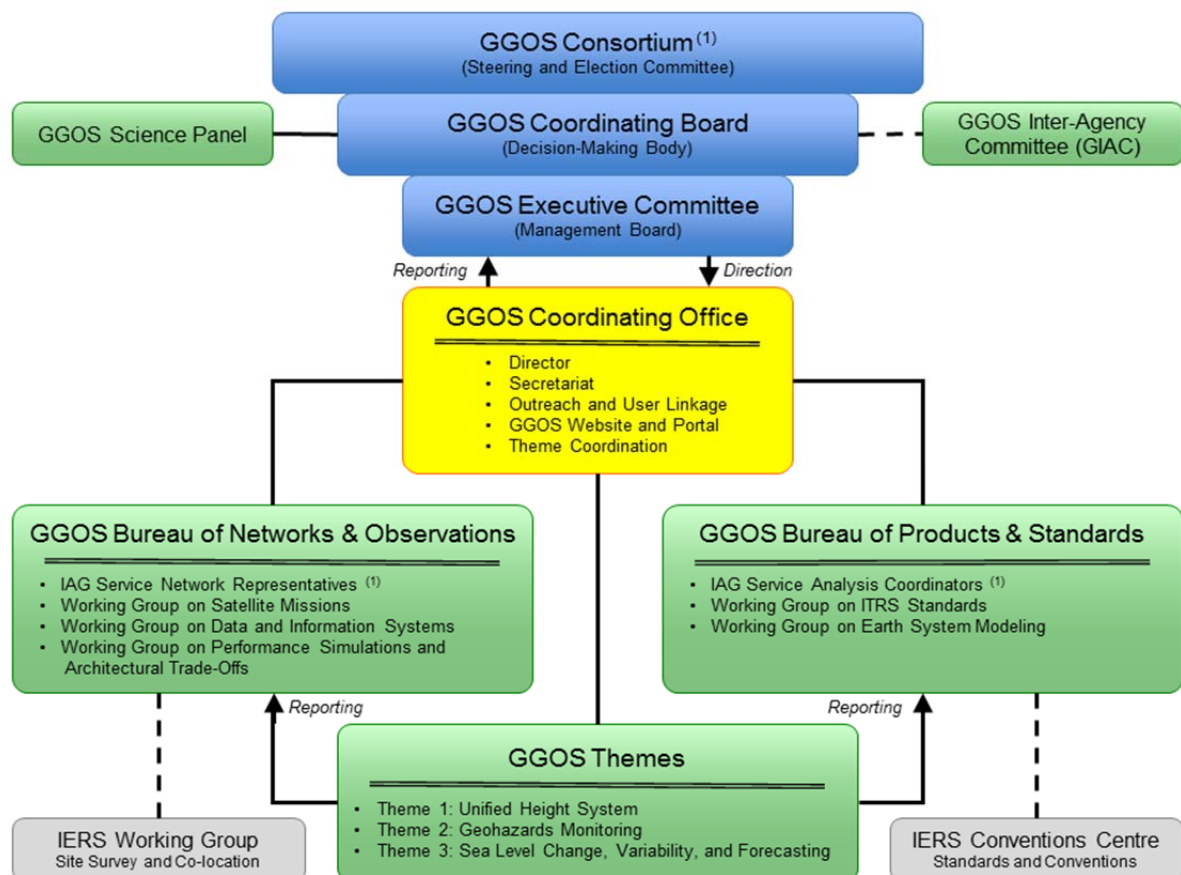 GGOS Consortium (1)
(Steering and Election Committee)
GGOS Science Panel
GGOS Coordinating Board
(Decision-Making Body)
GGOS Inter-Agency
Committee (GIAC)
GGOS Executive Committee
(Management Board)
Reporting
Direction
GGOS Coordinating Office
• Director
• Secretariat
• Outreach and User Linkage
• GGOS Website and Portal
• Theme Coordination
GGOS Bureau of Networks & Observations
• IAG Service Network Representatives (1)
• Working Group on Satellite Missions
• Working Group on Data and Information Systems
• Working Group on Performance Simulations and
Architectural Trade-Offs
GGOS Bureau of Products & Standards
• IAG Service Analysis Coordinators (1)
• Working Group on ITRS Standards
• Working Group on Earth System Modeling
Reporting
Reporting
GGOS Themes
• Theme 1: Unified Height System
• Theme 2: Geohazards Monitoring
• Theme 3: Sea Level Change, Variability, and Forecasting
IERS Working Group
Site Survey and Co-location
IERS Conventions Centre
Standards and Conventions